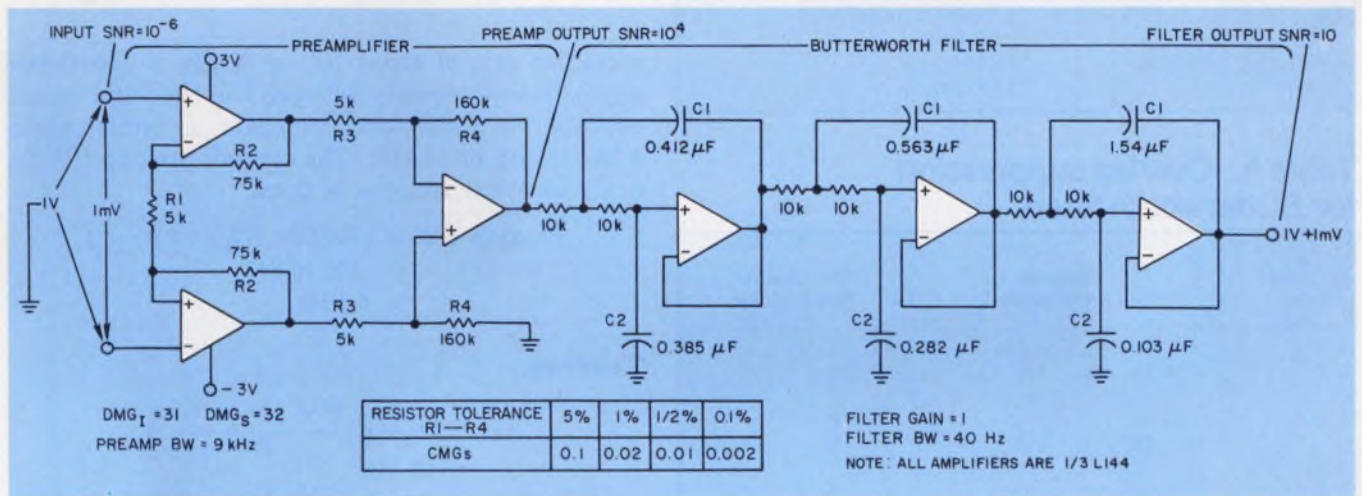 INPUT SNR=10⁻⁶
PREAMPLIFIER
PREAMP OUTPUT SNR=10⁴
BUTTERWORTH FILTER
FILTER OUTPUT SNR=10
3V
+
-
5k
R3
160k
R4
R2
75k
R1
5k
1V
1mV
75k
R2
+
-
-3V
R3
5k
R4
160k
-
+
10k
10k
C1
0.412 μF
+
-
C2
0.385 μF
10k
10k
C1
0.563 μF
+
-
C2
0.282 μF
10k
10k
C1
1.54 μF
+
-
C2
0.103 μF
1V+1mV
DMG_I =31 DMG_S =32
PREAMP BW = 9 kHz
RESISTOR TOLERANCE R1—R4 5% 1% 1/2% 0.1%
CMGs 0.1 0.02 0.01 0.002
FILTER GAIN = 1
FILTER BW = 40 Hz
NOTE: ALL AMPLIFIERS ARE 1/3 L144